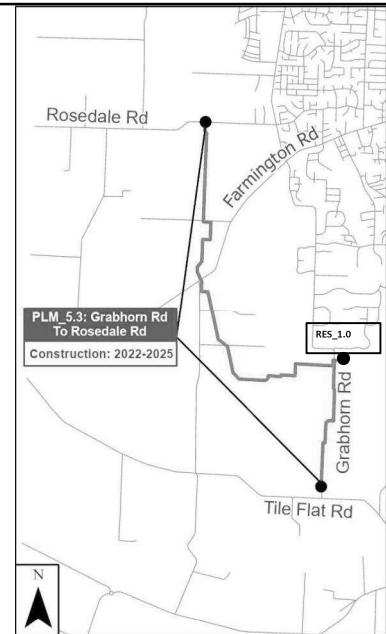 Rosedale Rd
Farmington Rd
PLM_5.3: Grabhorn Rd
To Rosedale Rd
Construction: 2022-2025
RES_1.0
Grabhorn Rd
Tile Flat Rd
N